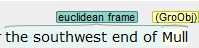 euclidean frame (GroObj)
the southwest end of Mull